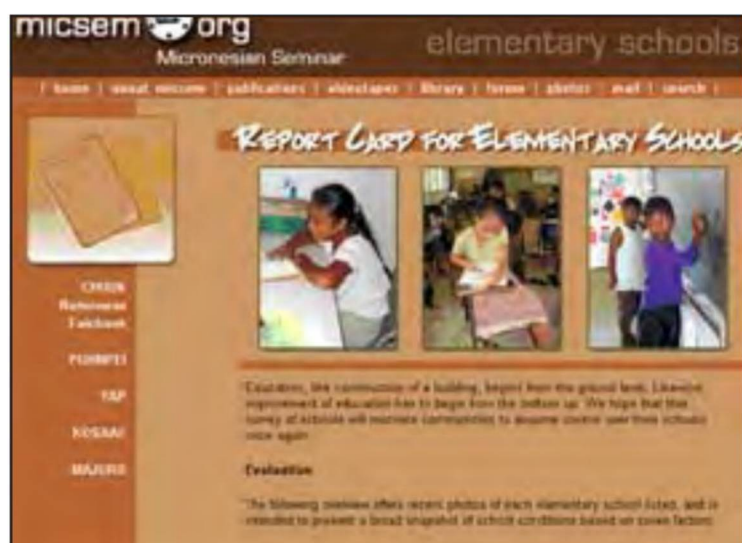 micsem org
Micronesian Seminar
elementary schools
| home | about micsem | publications | videotapes | library | forum | photos | mail | search |
REPORT CARD FOR ELEMENTARY SCHOOLS
CHUUK
Namoneas
Faichuuk
POHNPEI
YAP
KOSRAE
MAJURO
Education, like construction of a building, begins from the ground level. Likewise
improvement of education has to begin from the bottom up. We hope that this
survey of schools will motivate communities to assume control over their schools
once again.
Evaluation
The following overview offers recent photos of each elementary school listed, and is
intended to present a broad snapshot of school conditions based on seven factors: